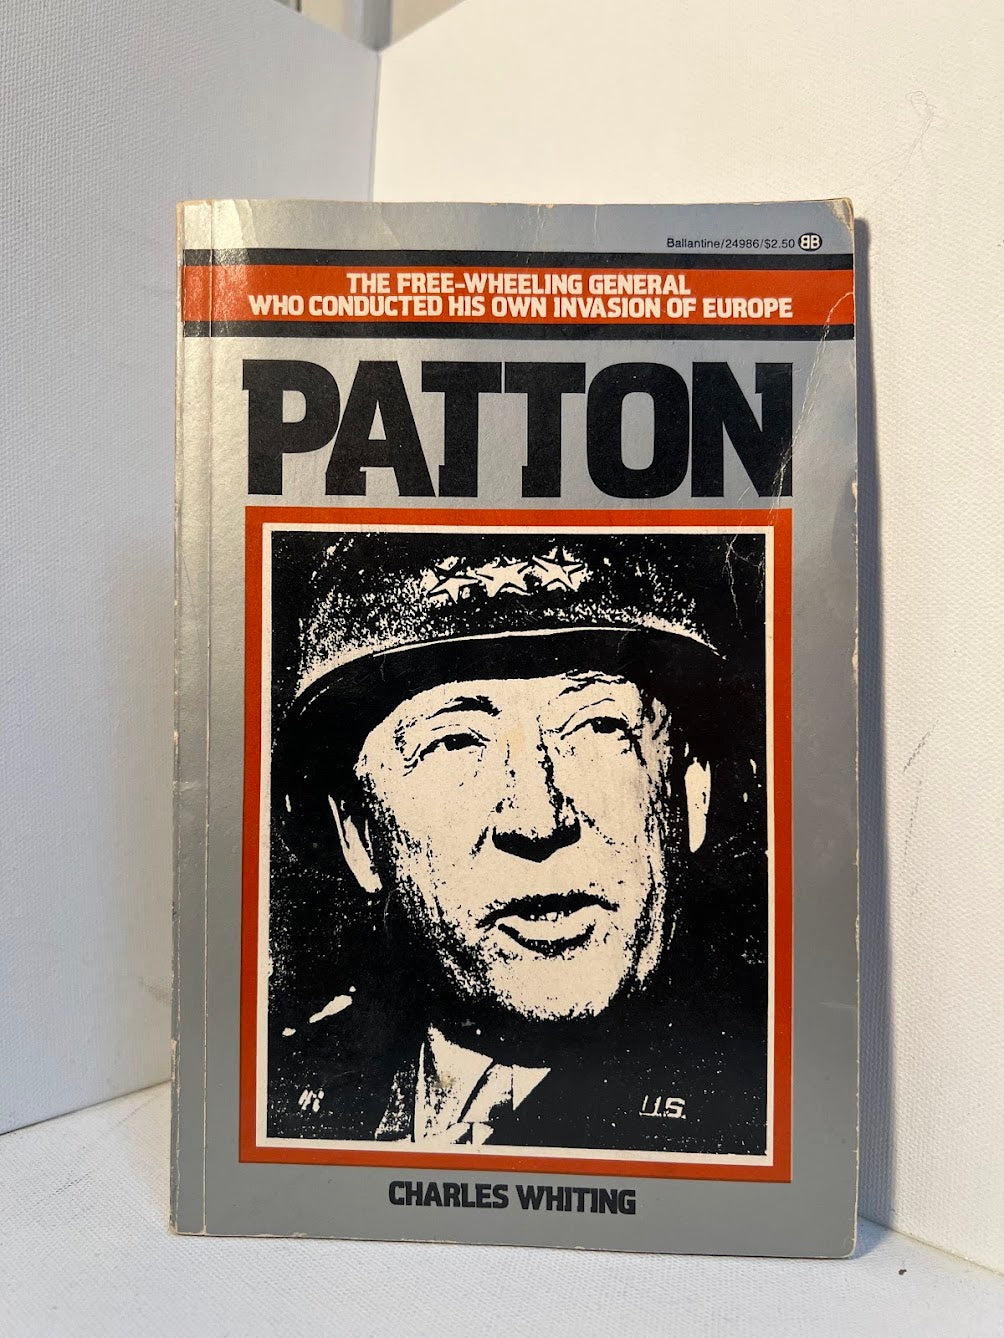 Ballantine/24986/$2.50 BB
THE FREE-WHEELING GENERAL
WHO CONDUCTED HIS OWN INVASION OF EUROPE
PATTON
U.S.
CHARLES WHITING